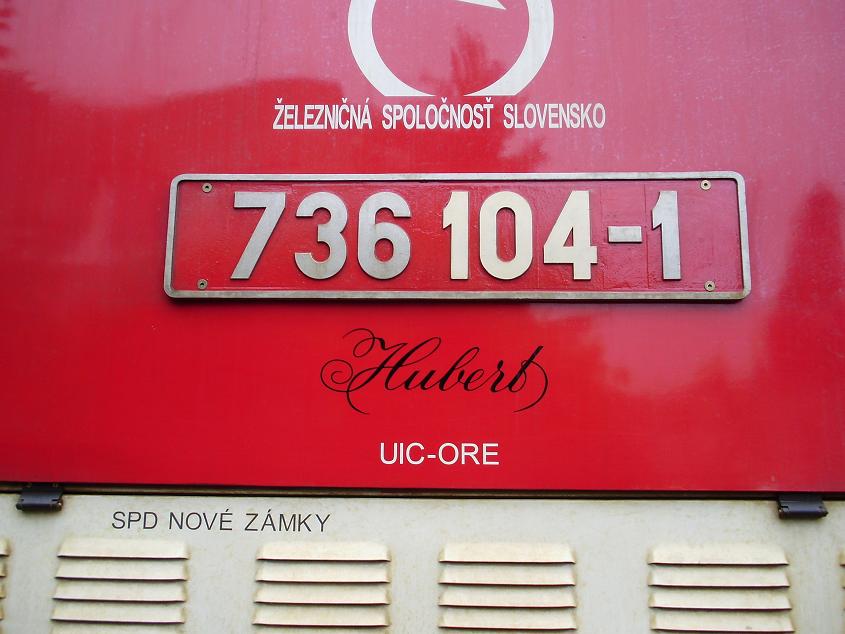 ŽELEZNIČNÁ SPOLOČNOSŤ SLOVENSKO
736 104-1
Hubert
UIC-ORE
SPD NOVÉ ZÁMKY